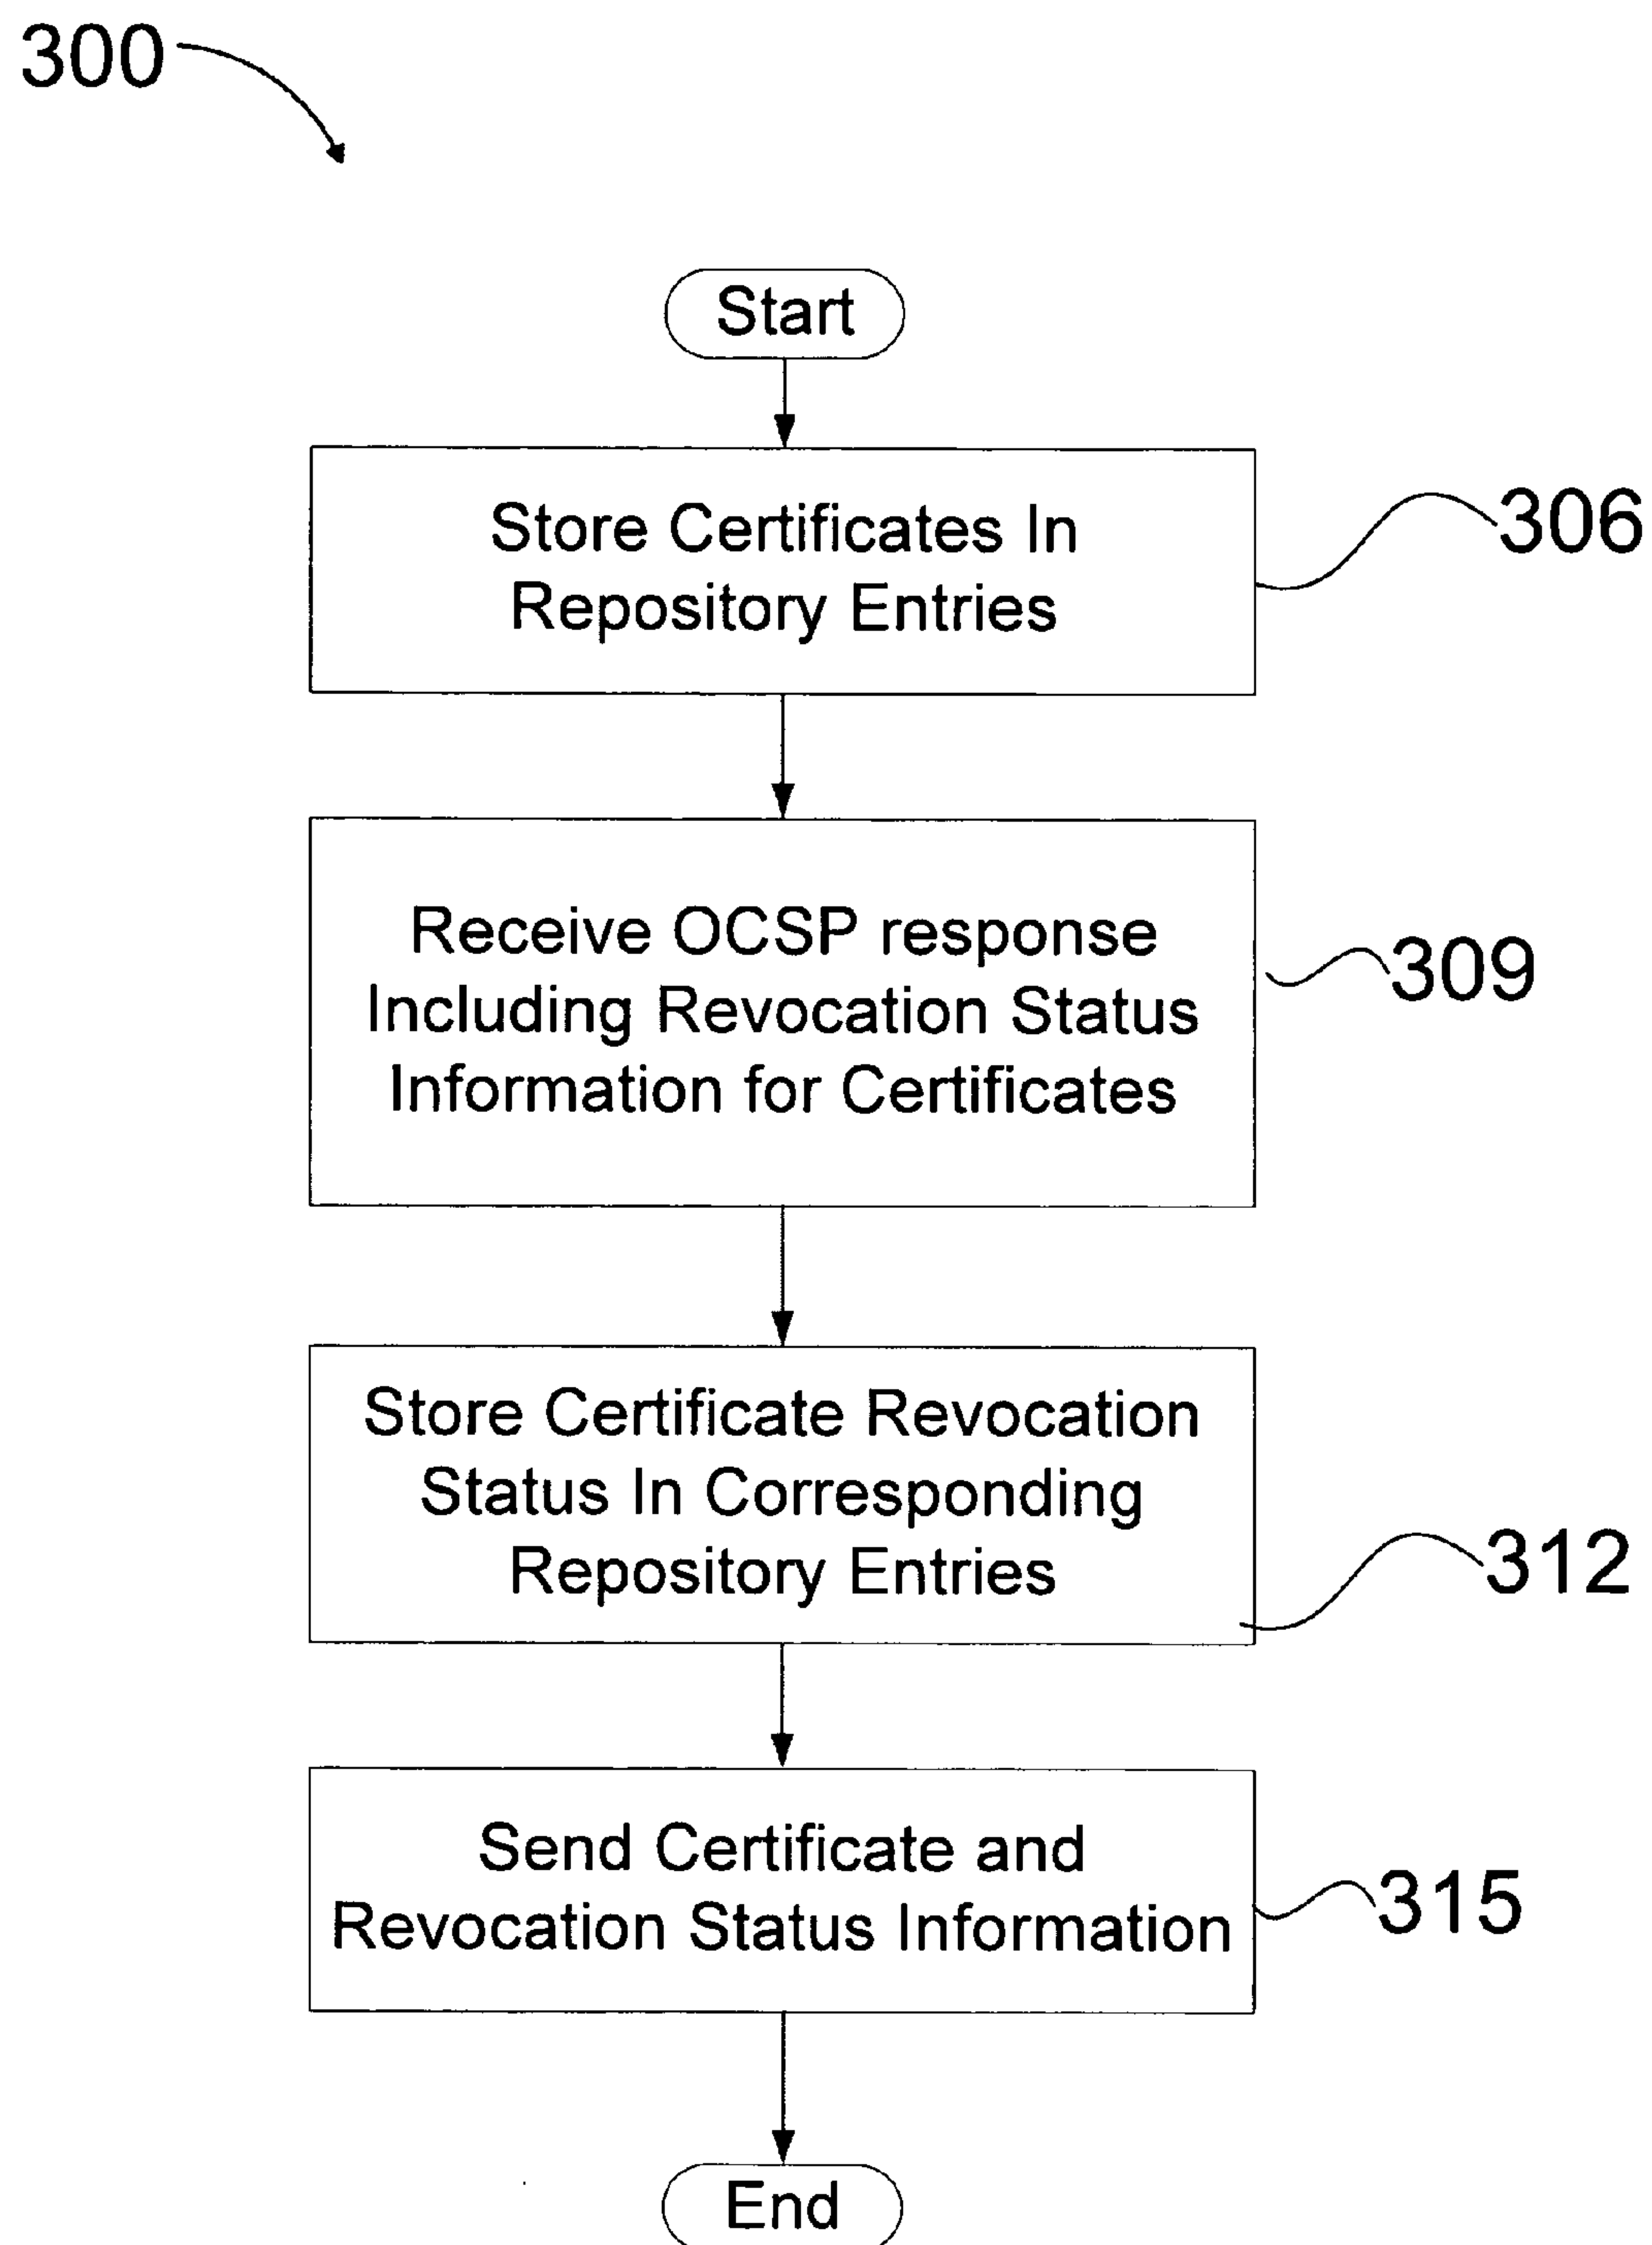 300
Start
Store Certificates In
Repository Entries
306
Receive OCSP response
Including Revocation Status
Information for Certificates
309
Store Certificate Revocation
Status In Corresponding
Repository Entries
312
Send Certificate and
Revocation Status Information
315
End